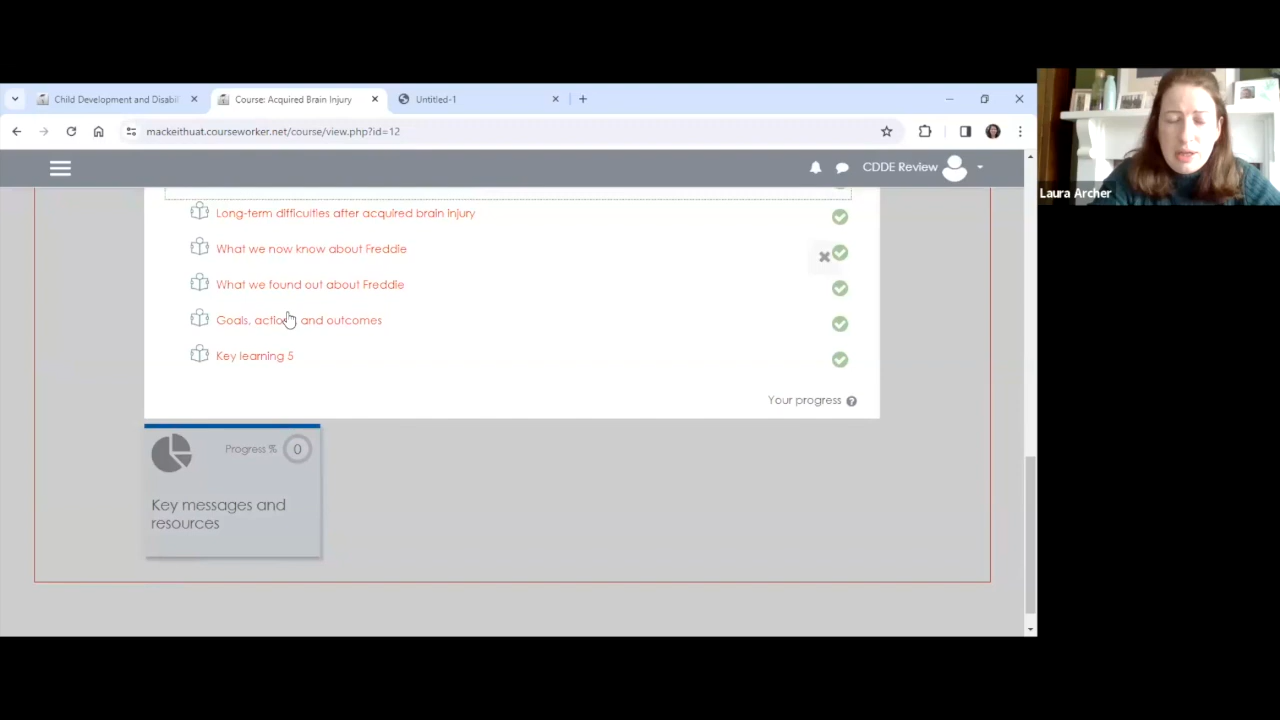 Child Development and Disabil
Course: Acquired Brain Injury
Untitled-1
mackeithuat.courseworker.net/course/view.php?id=12
CDDE Review
Laura Archer
Long-term difficulties after acquired brain injury
What we now know about Freddie
What we found out about Freddie
Goals, actions and outcomes
Key learning 5
Your progress
Progress % 0
Key messages and
resources